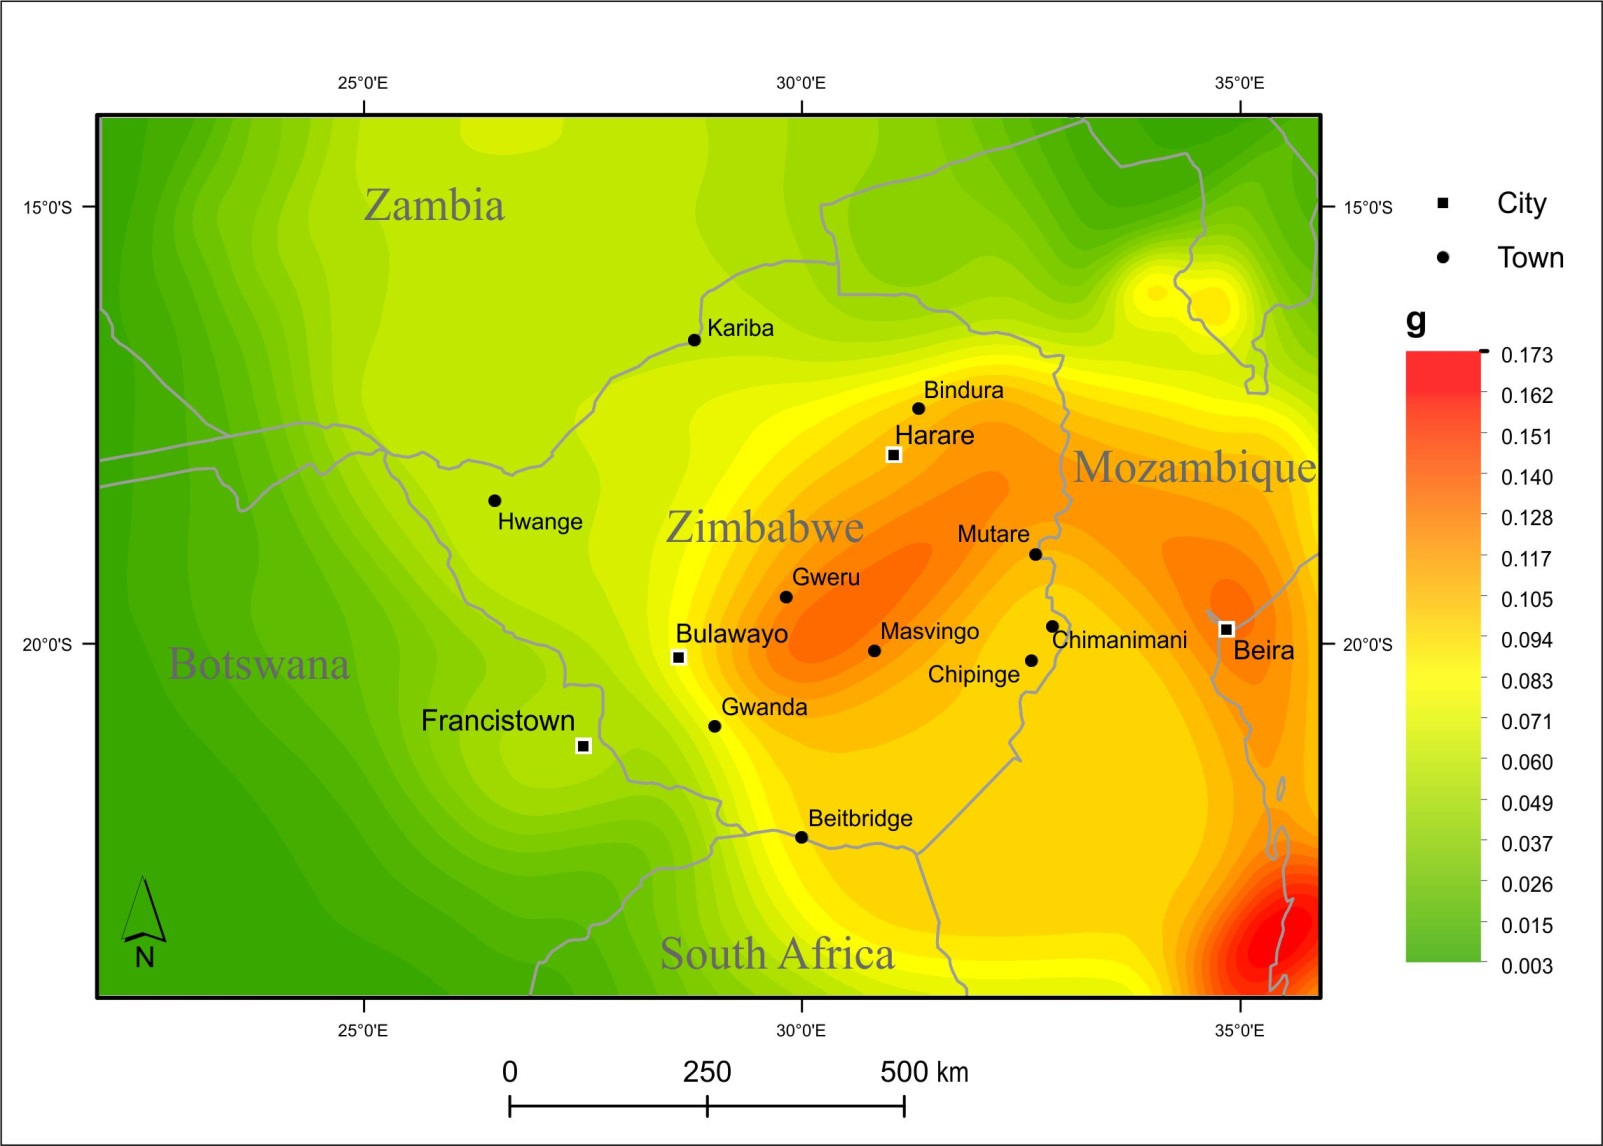 25°0'E
30°0'E
35°0'E
15°0'S
15°0'S
Zambia
City
Town
Kariba
g
0.173
0.162
0.151
0.140
0.128
0.117
0.105
0.094
0.083
0.071
0.060
0.049
0.037
0.026
0.015
0.003
Bindura
Harare
Mozambique
Hwange
Zimbabwe
Mutare
Gweru
Bulawayo
Masvingo
Chimanimani
Chipinge
Beira
20°0'S
20°0'S
Botswana
Gwanda
Francistown
Beitbridge
South Africa
N
25°0'E
30°0'E
35°0'E
0 250 500 km